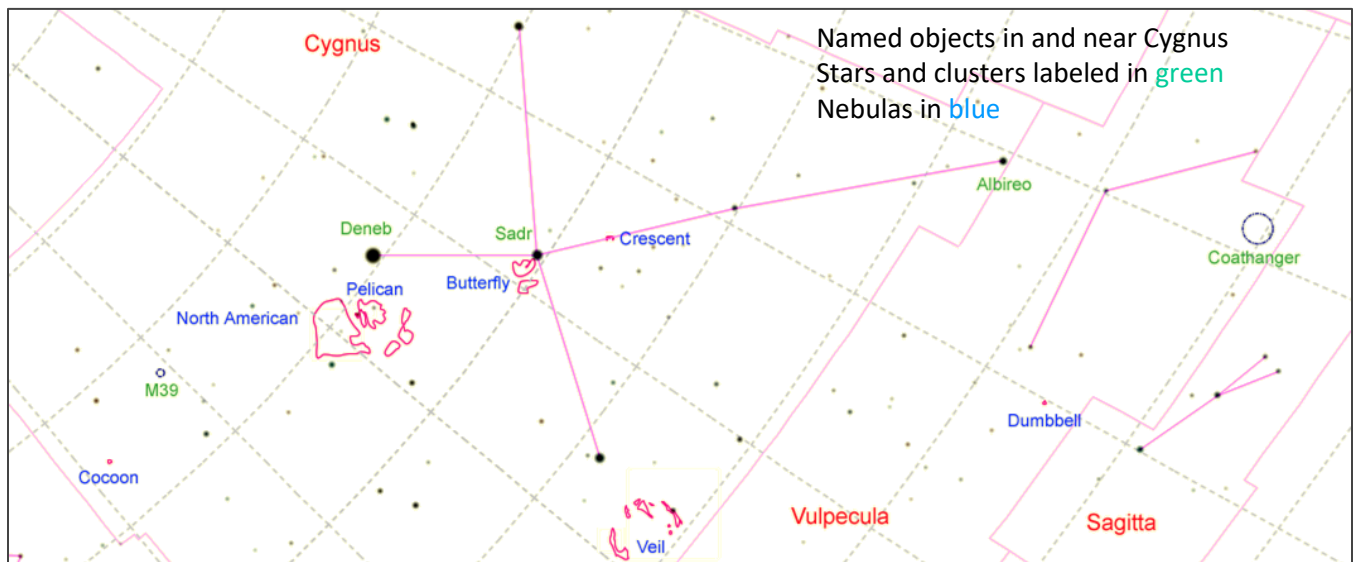 Cygnus
Named objects in and near Cygnus
Stars and clusters labeled in green
Nebulas in blue
Albireo
Deneb
Sadr
Crescent
Coathanger
Butterfly
Pelican
North American
M39
Dumbbell
Cocoon
Vulpecula
Sagitta
Veil